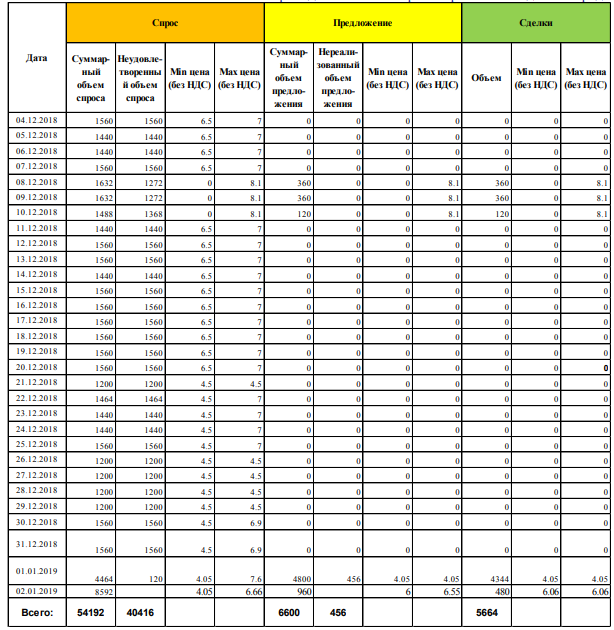 Спрос Предложение Сделки
Дата Суммар-ный объем спроса Неудовле-творенны й объем спроса Min цена (без НДС) Max цена (без НДС) Суммар-ный объем предло-жения Нереали-зованный объем предло-жения Min цена (без НДС) Max цена (без НДС) Объем Min цена (без НДС) Max цена (без НДС)
04.12.2018 1560 1560 6.5 7 0 0 0 0 0 0 0
05.12.2018 1440 1440 6.5 7 0 0 0 0 0 0 0
06.12.2018 1440 1440 6.5 7 0 0 0 0 0 0 0
07.12.2018 1560 1560 6.5 7 0 0 0 0 0 0 0
08.12.2018 1632 1272 0 8.1 360 0 0 8.1 360 0 8.1
09.12.2018 1632 1272 0 8.1 360 0 0 8.1 360 0 8.1
10.12.2018 1488 1368 0 8.1 120 0 0 8.1 120 0 8.1
11.12.2018 1440 1440 6.5 7 0 0 0 0 0 0 0
12.12.2018 1560 1560 6.5 7 0 0 0 0 0 0 0
13.12.2018 1560 1560 6.5 7 0 0 0 0 0 0 0
14.12.2018 1440 1440 6.5 7 0 0 0 0 0 0 0
15.12.2018 1560 1560 6.5 7 0 0 0 0 0 0 0
16.12.2018 1560 1560 6.5 7 0 0 0 0 0 0 0
17.12.2018 1560 1560 6.5 7 0 0 0 0 0 0 0
18.12.2018 1560 1560 6.5 7 0 0 0 0 0 0 0
19.12.2018 1560 1560 6.5 7 0 0 0 0 0 0 0
20.12.2018 1560 1560 6.5 7 0 0 0 0 0 0 0
21.12.2018 1200 1200 4.5 4.5 0 0 0 0 0 0 0
22.12.2018 1464 1464 4.5 7 0 0 0 0 0 0 0
23.12.2018 1440 1440 4.5 7 0 0 0 0 0 0 0
24.12.2018 1440 1440 4.5 7 0 0 0 0 0 0 0
25.12.2018 1560 1560 4.5 7 0 0 0 0 0 0 0
26.12.2018 1200 1200 4.5 4.5 0 0 0 0 0 0 0
27.12.2018 1200 1200 4.5 4.5 0 0 0 0 0 0 0
28.12.2018 1200 1200 4.5 4.5 0 0 0 0 0 0 0
29.12.2018 1200 1200 4.5 4.5 0 0 0 0 0 0 0
30.12.2018 1560 1560 4.5 6.9 0 0 0 0 0 0 0
31.12.2018 1560 1560 4.5 6.9 0 0 0 0 0 0 0
01.01.2019 4464 120 4.05 7.6 4800 456 4.05 4.05 4344 4.05 4.05
02.01.2019 8592 4.05 6.66 960 6 6.55 480 6.06 6.06
Всего: 54192 40416 6600 456 5664